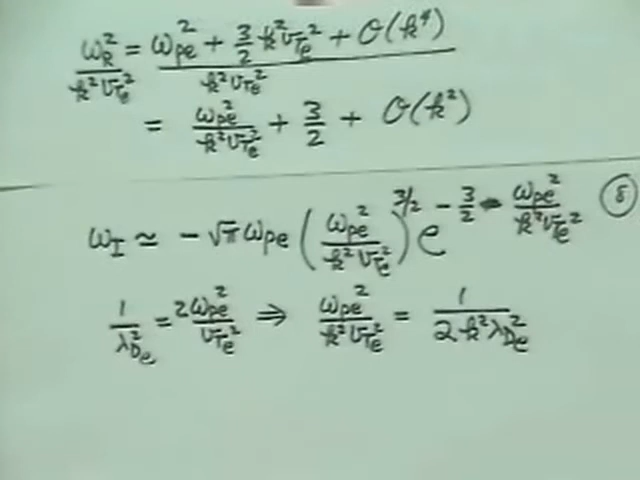 ω_R²/k²v_Te² = (ω_pe² + 3/2 k²v_Te² + O(k⁴))/k²v_Te²
= ω_pe²/k²v_Te² + 3/2 + O(k²)
ω_I ≃ -√π ω_pe (ω_pe²/k²v_Te²)^{3/2} e^{-3/2 - ω_pe²/k²v_Te²} ⑧
1/λ_De² = 2ω_pe²/v_Te² ⇒ ω_pe²/k²v_Te² = 1/2k²λ_De²